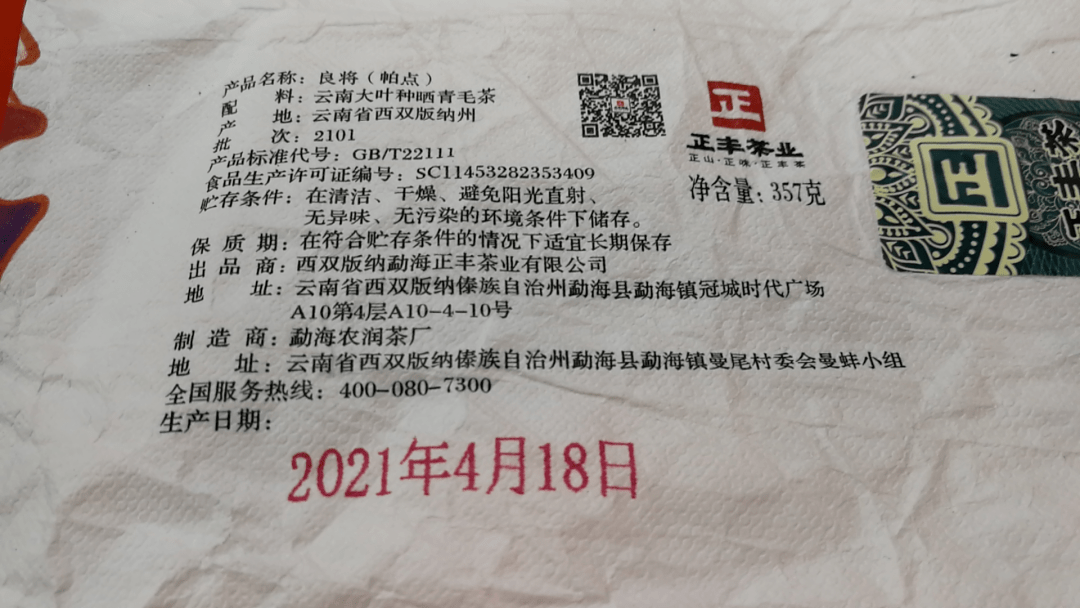 产品名称：良将（帕点）
配料：云南大叶种晒青毛茶
产地：云南省西双版纳州
批次：2101
产品标准代号：GB/T22111
食品生产许可证编号：SC11453282353409
贮存条件：在清洁、干燥、避免阳光直射、
无异味、无污染的环境条件下储存。
保质期：在符合贮存条件的情况下适宜长期保存
出品商：西双版纳勐海正丰茶业有限公司
地址：云南省西双版纳傣族自治州勐海县勐海镇冠城时代广场
A10第4层A10-4-10号
制造商：勐海农润茶厂
地址：云南省西双版纳傣族自治州勐海县勐海镇曼尾村委会曼蚌小组
全国服务热线：400-080-7300
生产日期：
2021年4月18日
正
正丰茶业
正山·正味·正丰茶
净含量：357克
正
正丰茶